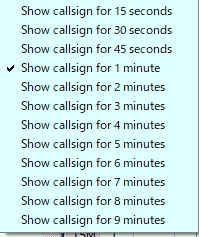 Show callsign for 15 seconds
Show callsign for 30 seconds
Show callsign for 45 seconds
Show callsign for 1 minute
Show callsign for 2 minutes
Show callsign for 3 minutes
Show callsign for 4 minutes
Show callsign for 5 minutes
Show callsign for 6 minutes
Show callsign for 7 minutes
Show callsign for 8 minutes
Show callsign for 9 minutes